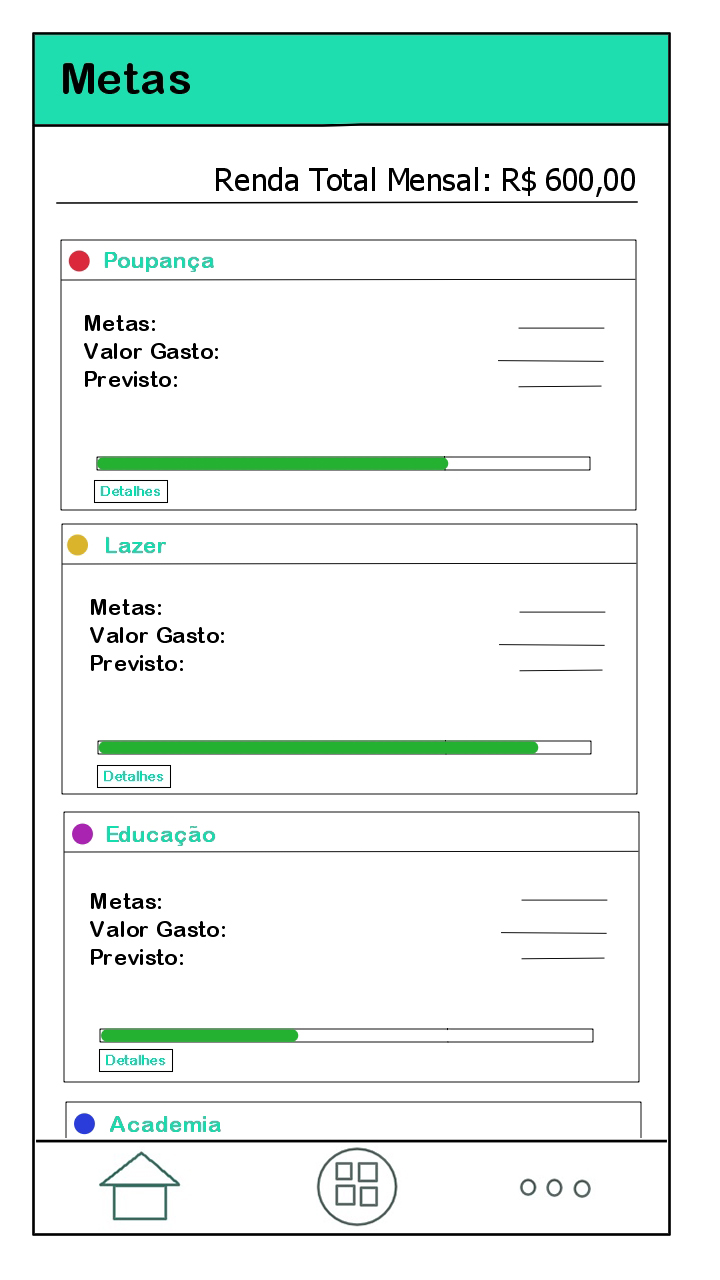 Metas
Renda Total Mensal: R$ 600,00
Poupança
Metas:
Valor Gasto:
Previsto:
Detalhes
Lazer
Metas:
Valor Gasto:
Previsto:
Detalhes
Educação
Metas:
Valor Gasto:
Previsto:
Detalhes
Academia